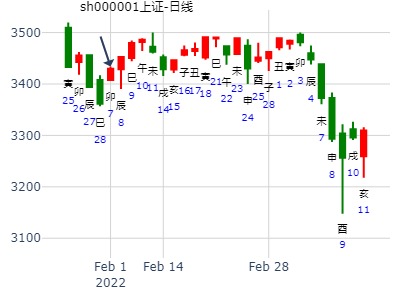 sh000001上证-日线
3500
3400
3300
3200
3100
寅 25
卯 26
辰 27
巳 28
卯 7
辰 8
巳 9
午 10
未 11
戌 14
亥 15
子 16
丑 17
寅 18
巳 21
午 22
未 23
申 24
酉 25
子 28
丑 1
寅 2
卯 3
辰 4
未 7
申 8
酉 9
戌 10
亥 11
Feb 1
2022
Feb 14
Feb 28